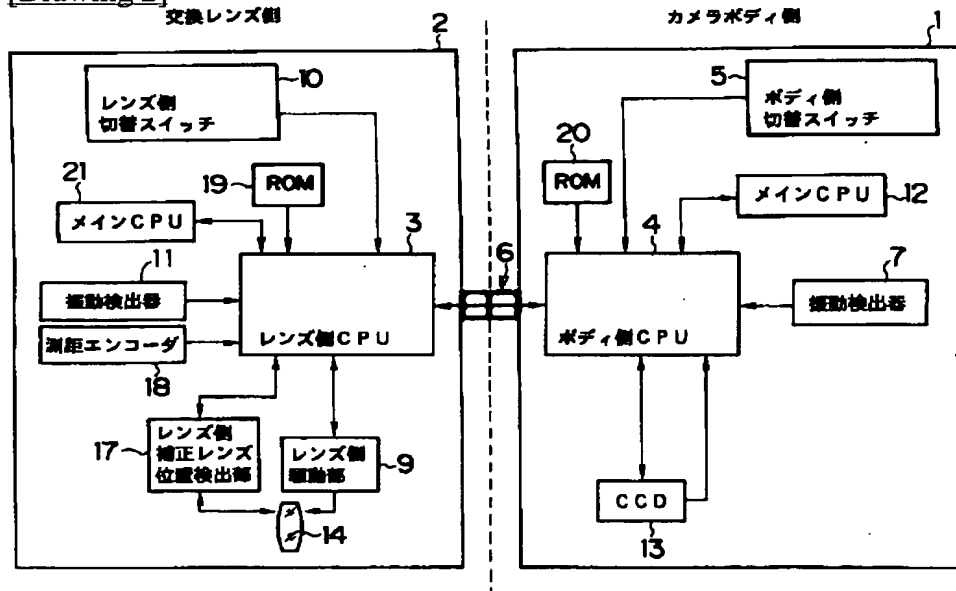 [Drawing 2]
交換レンズ側
カメラボディ側
2
1
10
レンズ側
切替スイッチ
5
ボディ側
切替スイッチ
21
メインCPU
19
ROM
20
ROM
メインCPU
12
3
4
6
11
振動検出器
7
振動検出器
レンズ側CPU
ボディ側CPU
測距エンコーダ
18
17
レンズ側
補正レンズ
位置検出部
レンズ側
駆動部
9
14
CCD
13